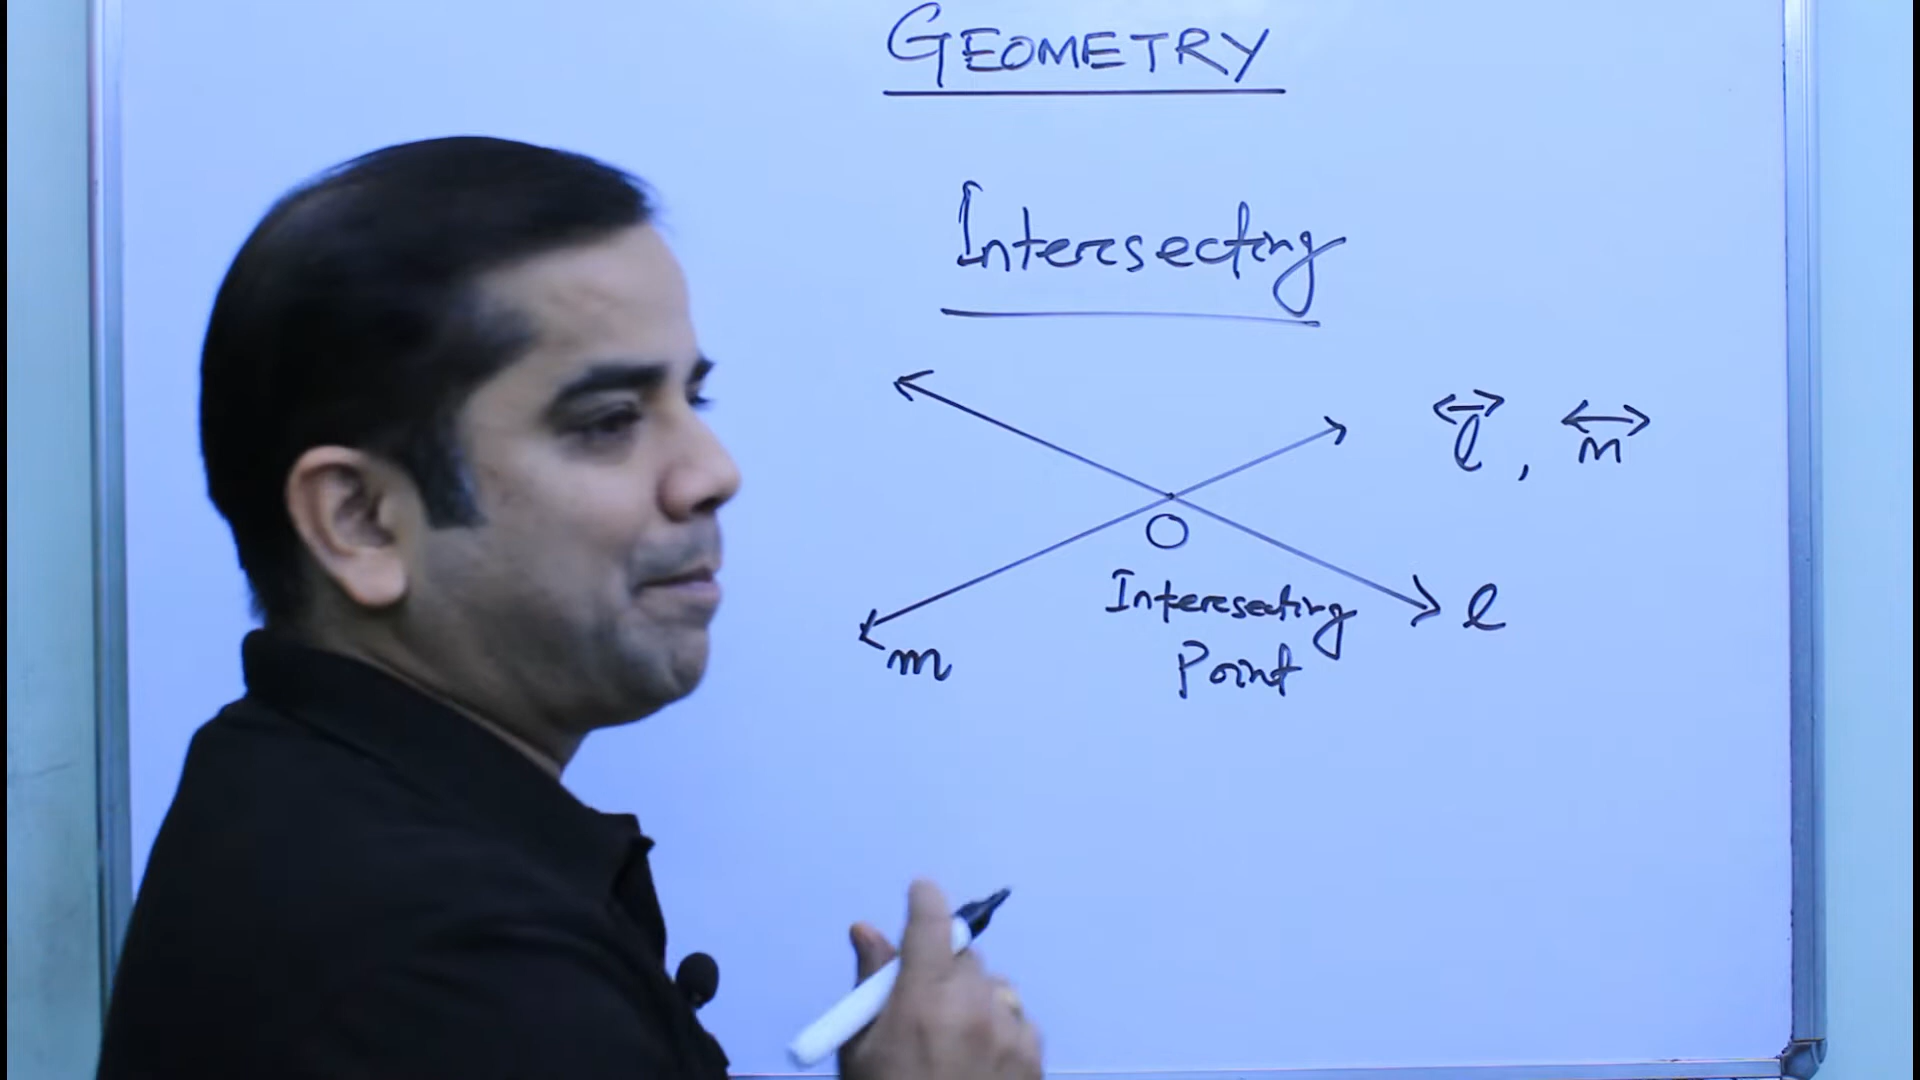 GEOMETRY
Intersecting
l, m
O
Intersecting
Point
l
m